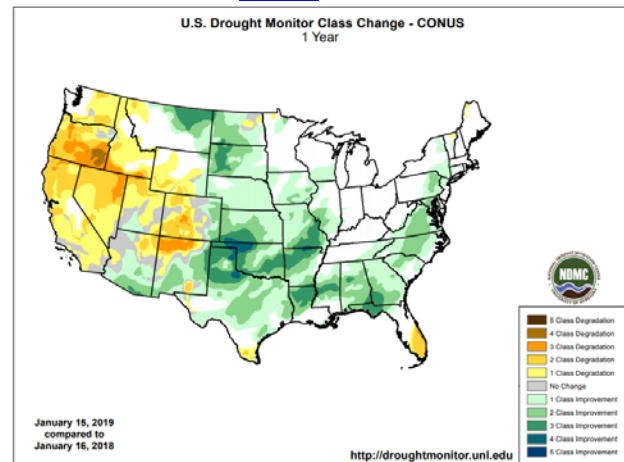 U.S. Drought Monitor Class Change - CONUS
1 Year
NDMC
5 Class Degradation
4 Class Degradation
3 Class Degradation
2 Class Degradation
1 Class Degradation
No Change
1 Class Improvement
2 Class Improvement
3 Class Improvement
4 Class Improvement
5 Class Improvement
January 15, 2019
compared to
January 16, 2018
http://droughtmonitor.unl.edu